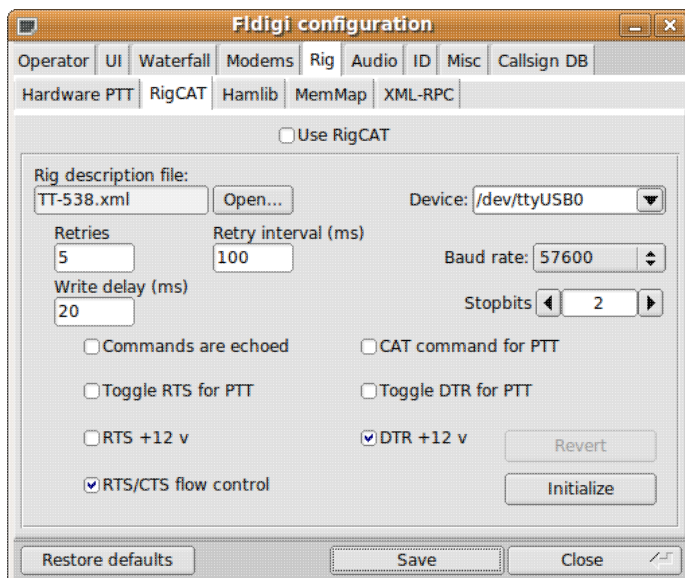 Fldigi configuration
Operator UI Waterfall Modems Rig Audio ID Misc Callsign DB
Hardware PTT RigCAT Hamlib MemMap XML-RPC
Use RigCAT
Rig description file:
TT-538.xml Open... Device: /dev/ttyUSB0
Retries Retry interval (ms)
5 100 Baud rate: 57600
Write delay (ms)
20 Stopbits 2
Commands are echoed CAT command for PTT
Toggle RTS for PTT Toggle DTR for PTT
RTS +12 v DTR +12 v Revert
RTS/CTS flow control Initialize
Restore defaults Save Close